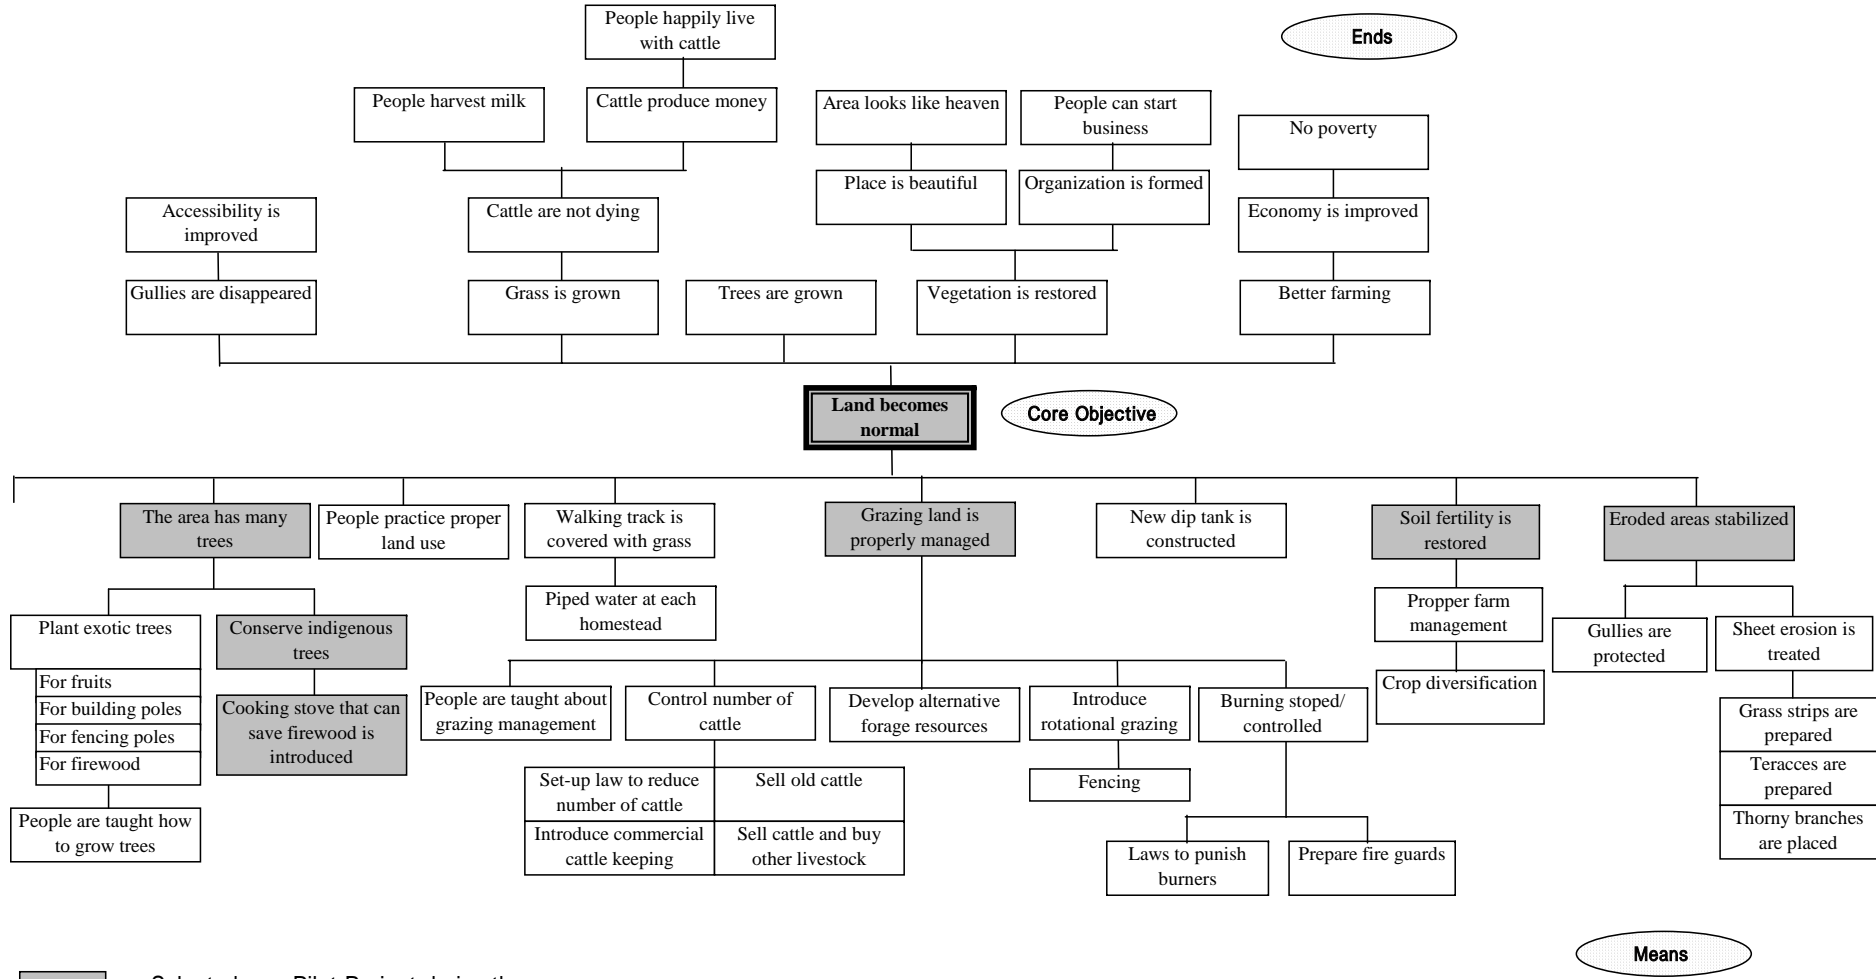 People happily live
with cattle
Ends
People harvest milk
Cattle produce money
Area looks like heaven
People can start
business
No poverty
Place is beautiful
Organization is formed
Accessibility is
improved
Cattle are not dying
Economy is improved
Gullies are disappeared
Grass is grown
Trees are grown
Vegetation is restored
Better farming
Land becomes
normal
Core Objective
The area has many
trees
People practice proper
land use
Walking track is
covered with grass
Grazing land is
properly managed
New dip tank is
constructed
Soil fertility is
restored
Eroded areas stabilized
Plant exotic trees
For fruits
For building poles
For fencing poles
For firewood
People are taught how
to grow trees
Conserve indigenous
trees
Cooking stove that can
save firewood is
introduced
Piped water at each
homestead
People are taught about
grazing management
Control number of
cattle
Set-up law to reduce
number of cattle
Sell old cattle
Introduce commercial
cattle keeping
Sell cattle and buy
other livestock
Develop alternative
forage resources
Introduce
rotational grazing
Fencing
Burning stoped/
controlled
Laws to punish
burners
Prepare fire guards
Propper farm
management
Crop diversification
Gullies are
protected
Sheet erosion is
treated
Grass strips are
prepared
Teracces are
prepared
Thorny branches
are placed
Means